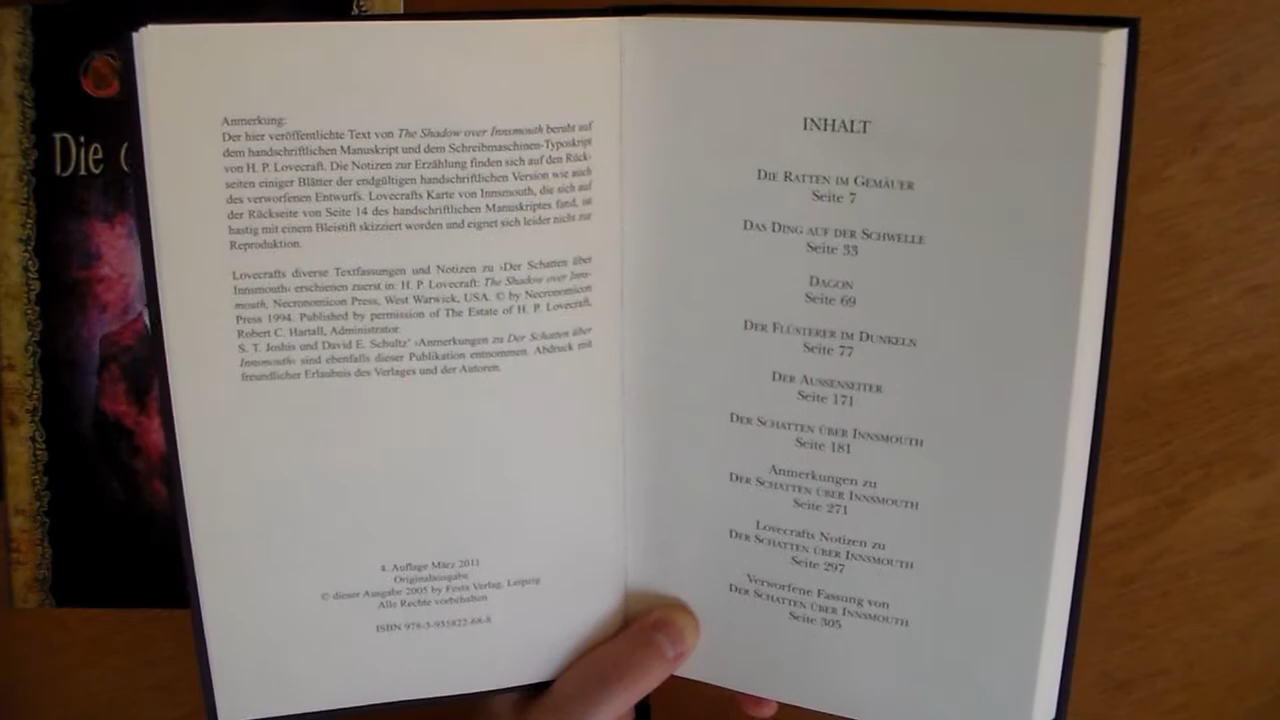 Die
Anmerkung:
Der hier veröffentlichte Text von The Shadow over Innsmouth beruht auf
dem handschriftlichen Manuskript und dem Schreibmaschinen-Typoskript
von H. P. Lovecraft. Die Notizen zur Erzählung finden sich auf den Rück-
seiten einiger Blätter der endgültigen handschriftlichen Version wie auch
des verworfenen Entwurfs. Lovecrafts Karte von Innsmouth, die sich auf
der Rückseite von Seite 14 des handschriftlichen Manuskriptes fand, ist
hastig mit einem Bleistift skizziert worden und eignet sich leider nicht zur
Reproduktion.
Lovecrafts diverse Textfassungen und Notizen zu ›Der Schatten über
Innsmouth‹ erschienen zuerst in: H. P. Lovecraft: The Shadow over Inns-
mouth, Necronomicon Press, West Warwick, USA. © by Necronomicon
Press 1994. Published by permission of The Estate of H. P. Lovecraft,
Robert C. Hartall, Administrator.
S. T. Joshis und David E. Schultz' ›Anmerkungen zu Der Schatten über
Innsmouth‹ sind ebenfalls dieser Publikation entnommen. Abdruck mit
freundlicher Erlaubnis des Verlages und der Autoren.
4. Auflage März 2011
Originalausgabe
© dieser Ausgabe 2005 by Festa Verlag, Leipzig
Alle Rechte vorbehalten
ISBN 978-3-935822-68-8
INHALT
DIE RATTEN IM GEMÄUER
Seite 7
DAS DING AUF DER SCHWELLE
Seite 33
DAGON
Seite 69
DER FLÜSTERER IM DUNKELN
Seite 77
DER AUSSENSEITER
Seite 171
DER SCHATTEN ÜBER INNSMOUTH
Seite 181
Anmerkungen zu
DER SCHATTEN ÜBER INNSMOUTH
Seite 271
Lovecrafts Notizen zu
DER SCHATTEN ÜBER INNSMOUTH
Seite 297
Verworfene Fassung von
DER SCHATTEN ÜBER INNSMOUTH
Seite 305